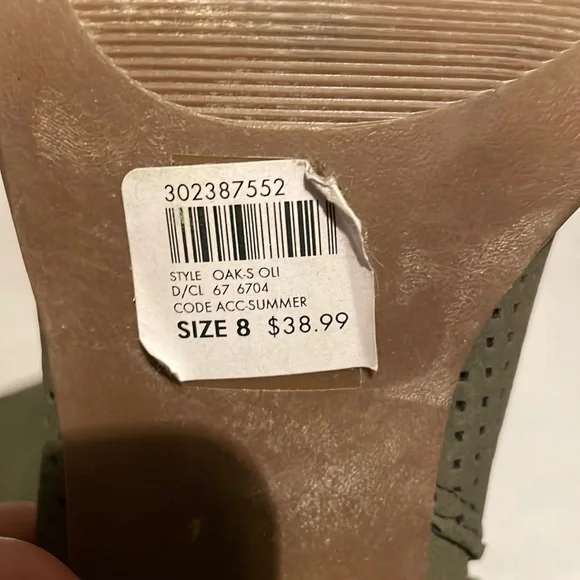 302387552
STYLE OAK-S OLI
D/CL 67 6704
CODE ACC-SUMMER
SIZE 8 $38.99